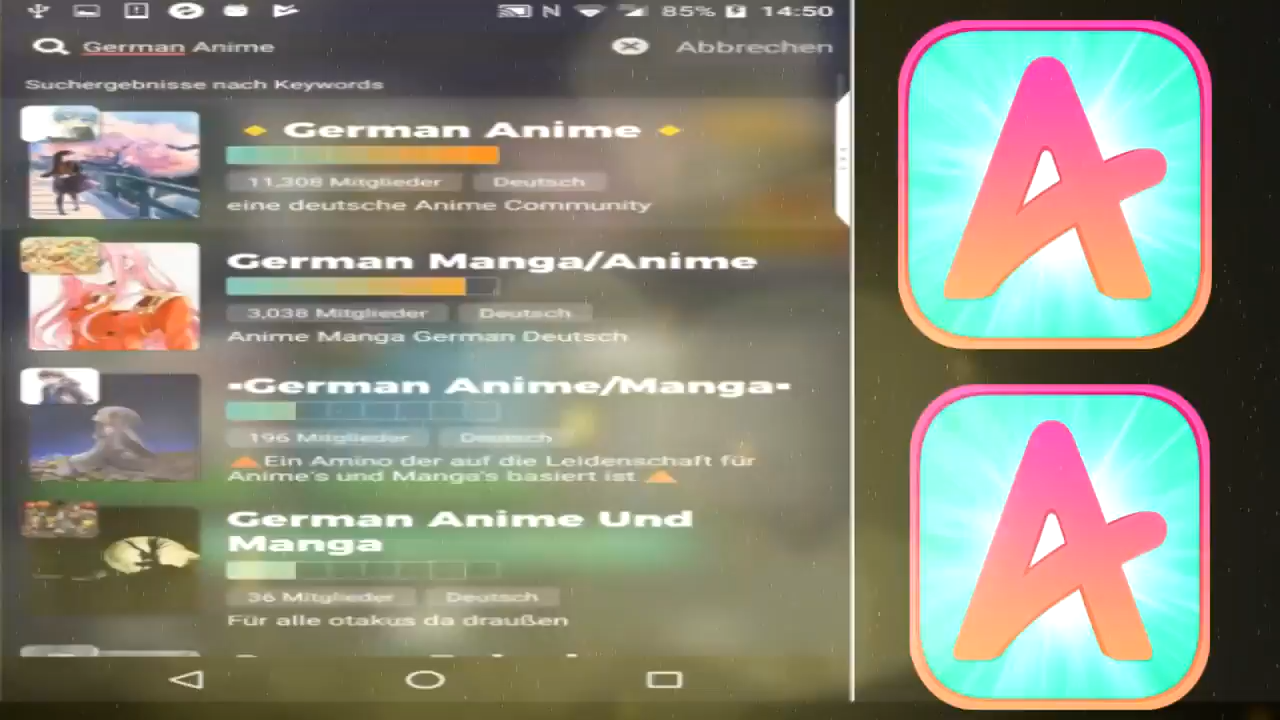 85% 14:50
German Anime Abbrechen
Suchergebnisse nach Keywords
German Anime
11,308 Mitglieder Deutsch
eine deutsche Anime Community
German Manga/Anime
3,038 Mitglieder Deutsch
Anime Manga German Deutsch
▪German Anime/Manga▪
196 Mitglieder Deutsch
Ein Amino der auf die Leidenschaft für
Anime's und Manga's basiert ist
German Anime Und
Manga
36 Mitglieder Deutsch
Für alle otakus da draußen
A
A